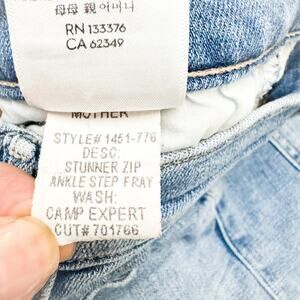 母母 親 어머니
RN 133376
CA 62349
MOTHER
STYLE# 1451-776
DESC:
STUNNER ZIP
ANKLE STEP FRAY
WASH:
CAMP EXPERT
CUT# 701766